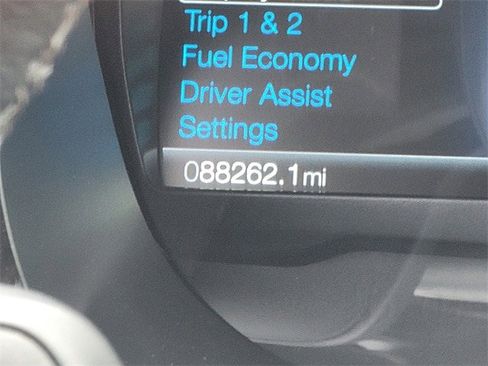 Trip 1 & 2
Fuel Economy
Driver Assist
Settings
088262.1mi